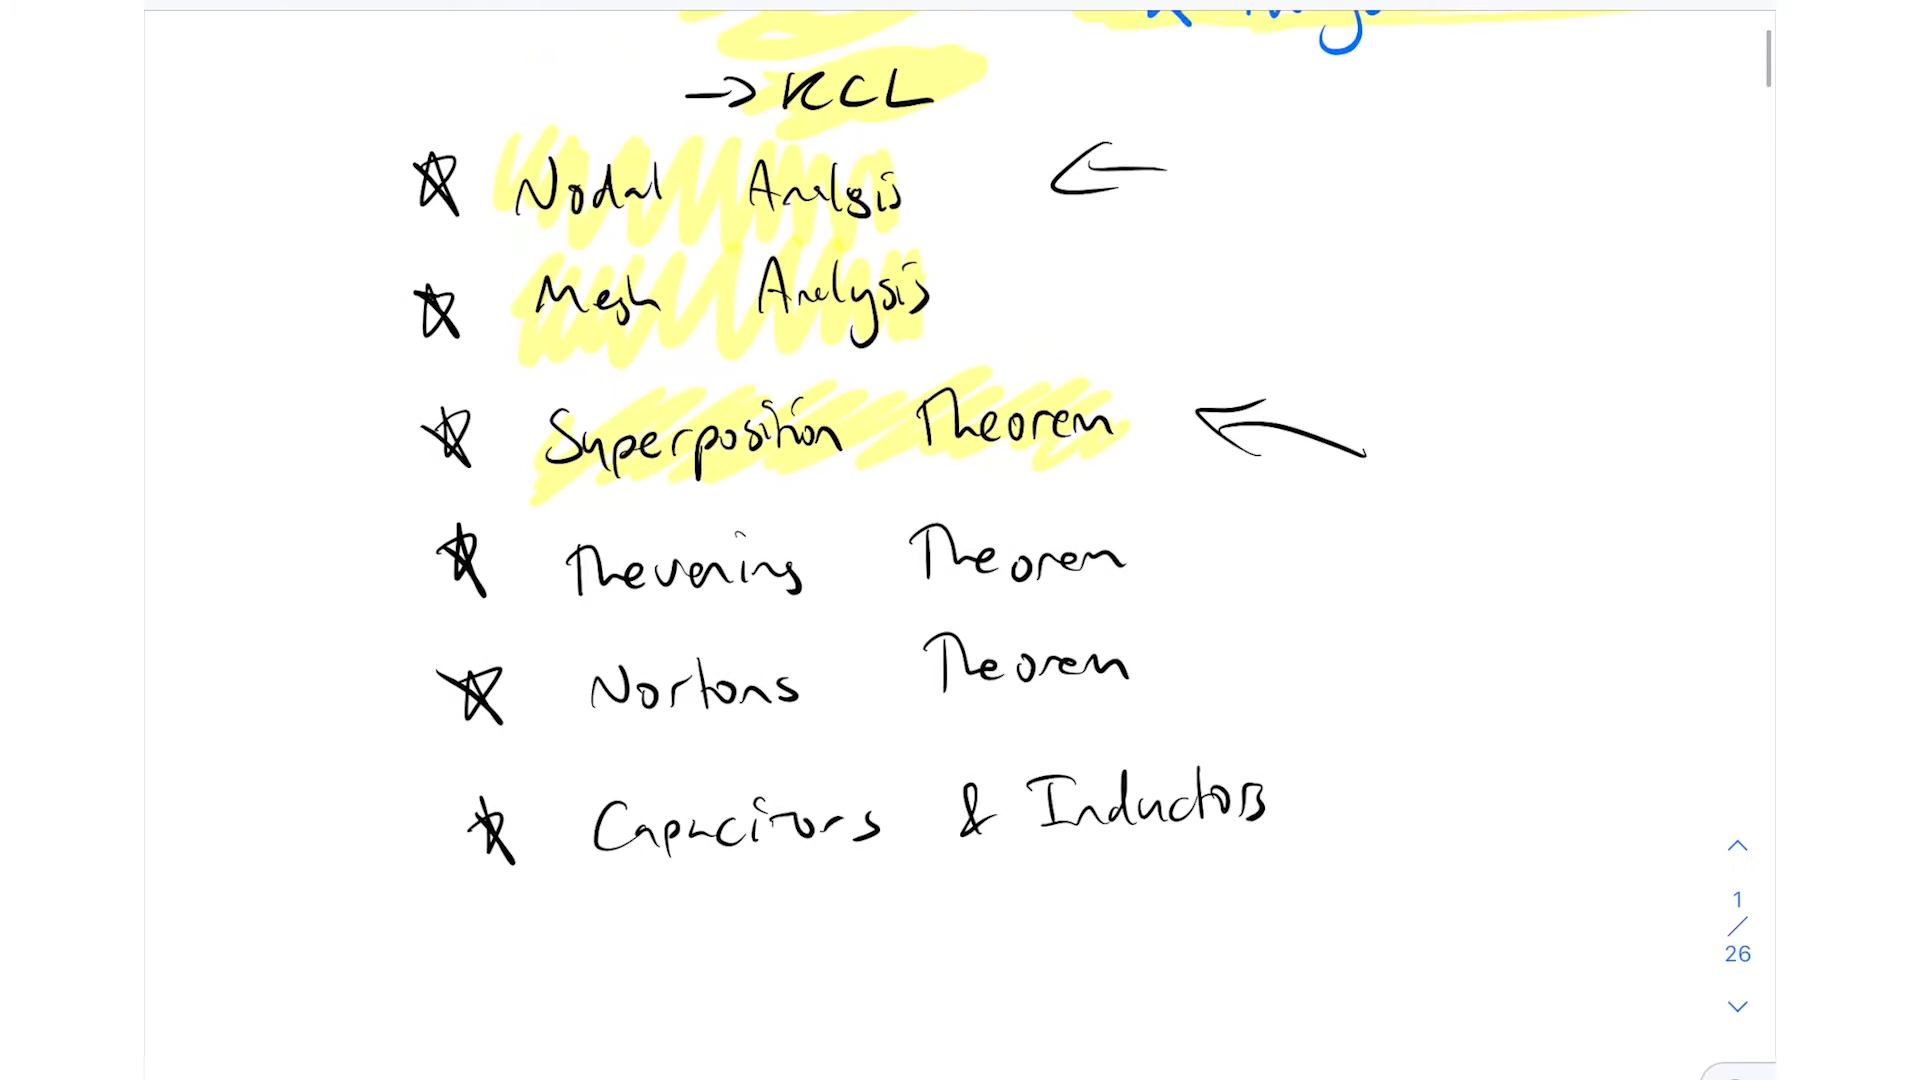 → KCL
☆ Nodal Analysis ←
☆ Mesh Analysis
☆ Superposition Theorem ←
☆ Thevenins Theorem
☆ Nortons Theorem
☆ Capacitors & Inductors
1
/
26